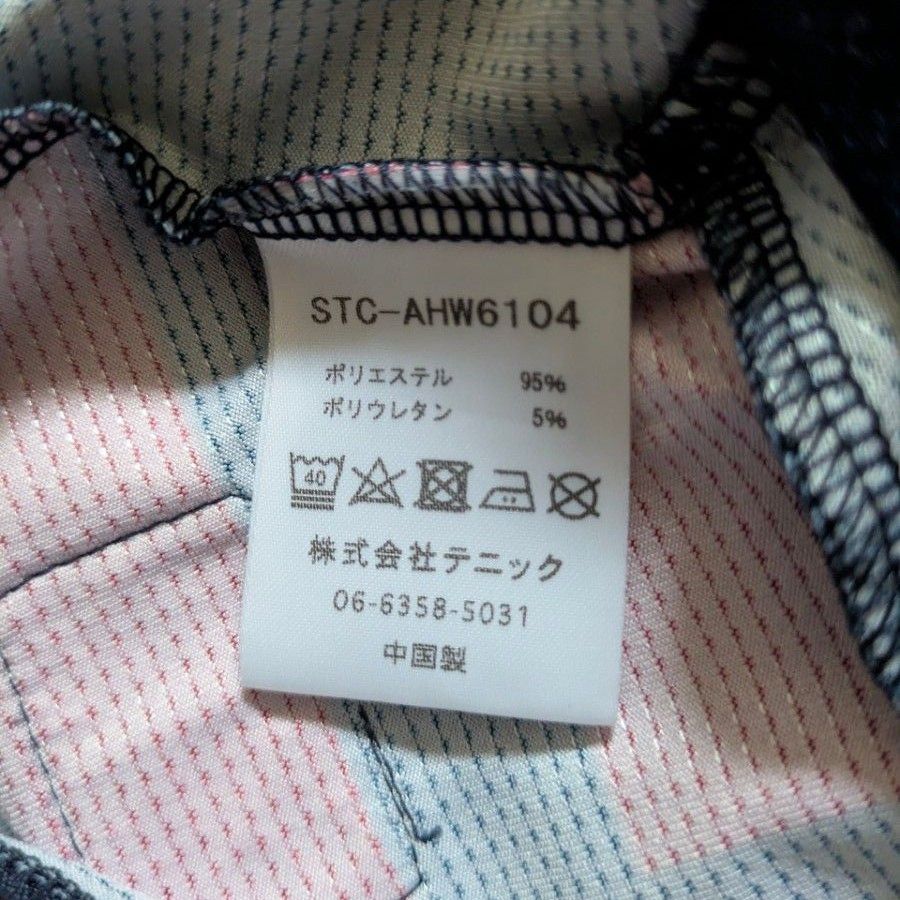 STC-AHW6104
ポリエステル 95%
ポリウレタン 5%
40
株式会社テニック
06-6358-5031
中国製